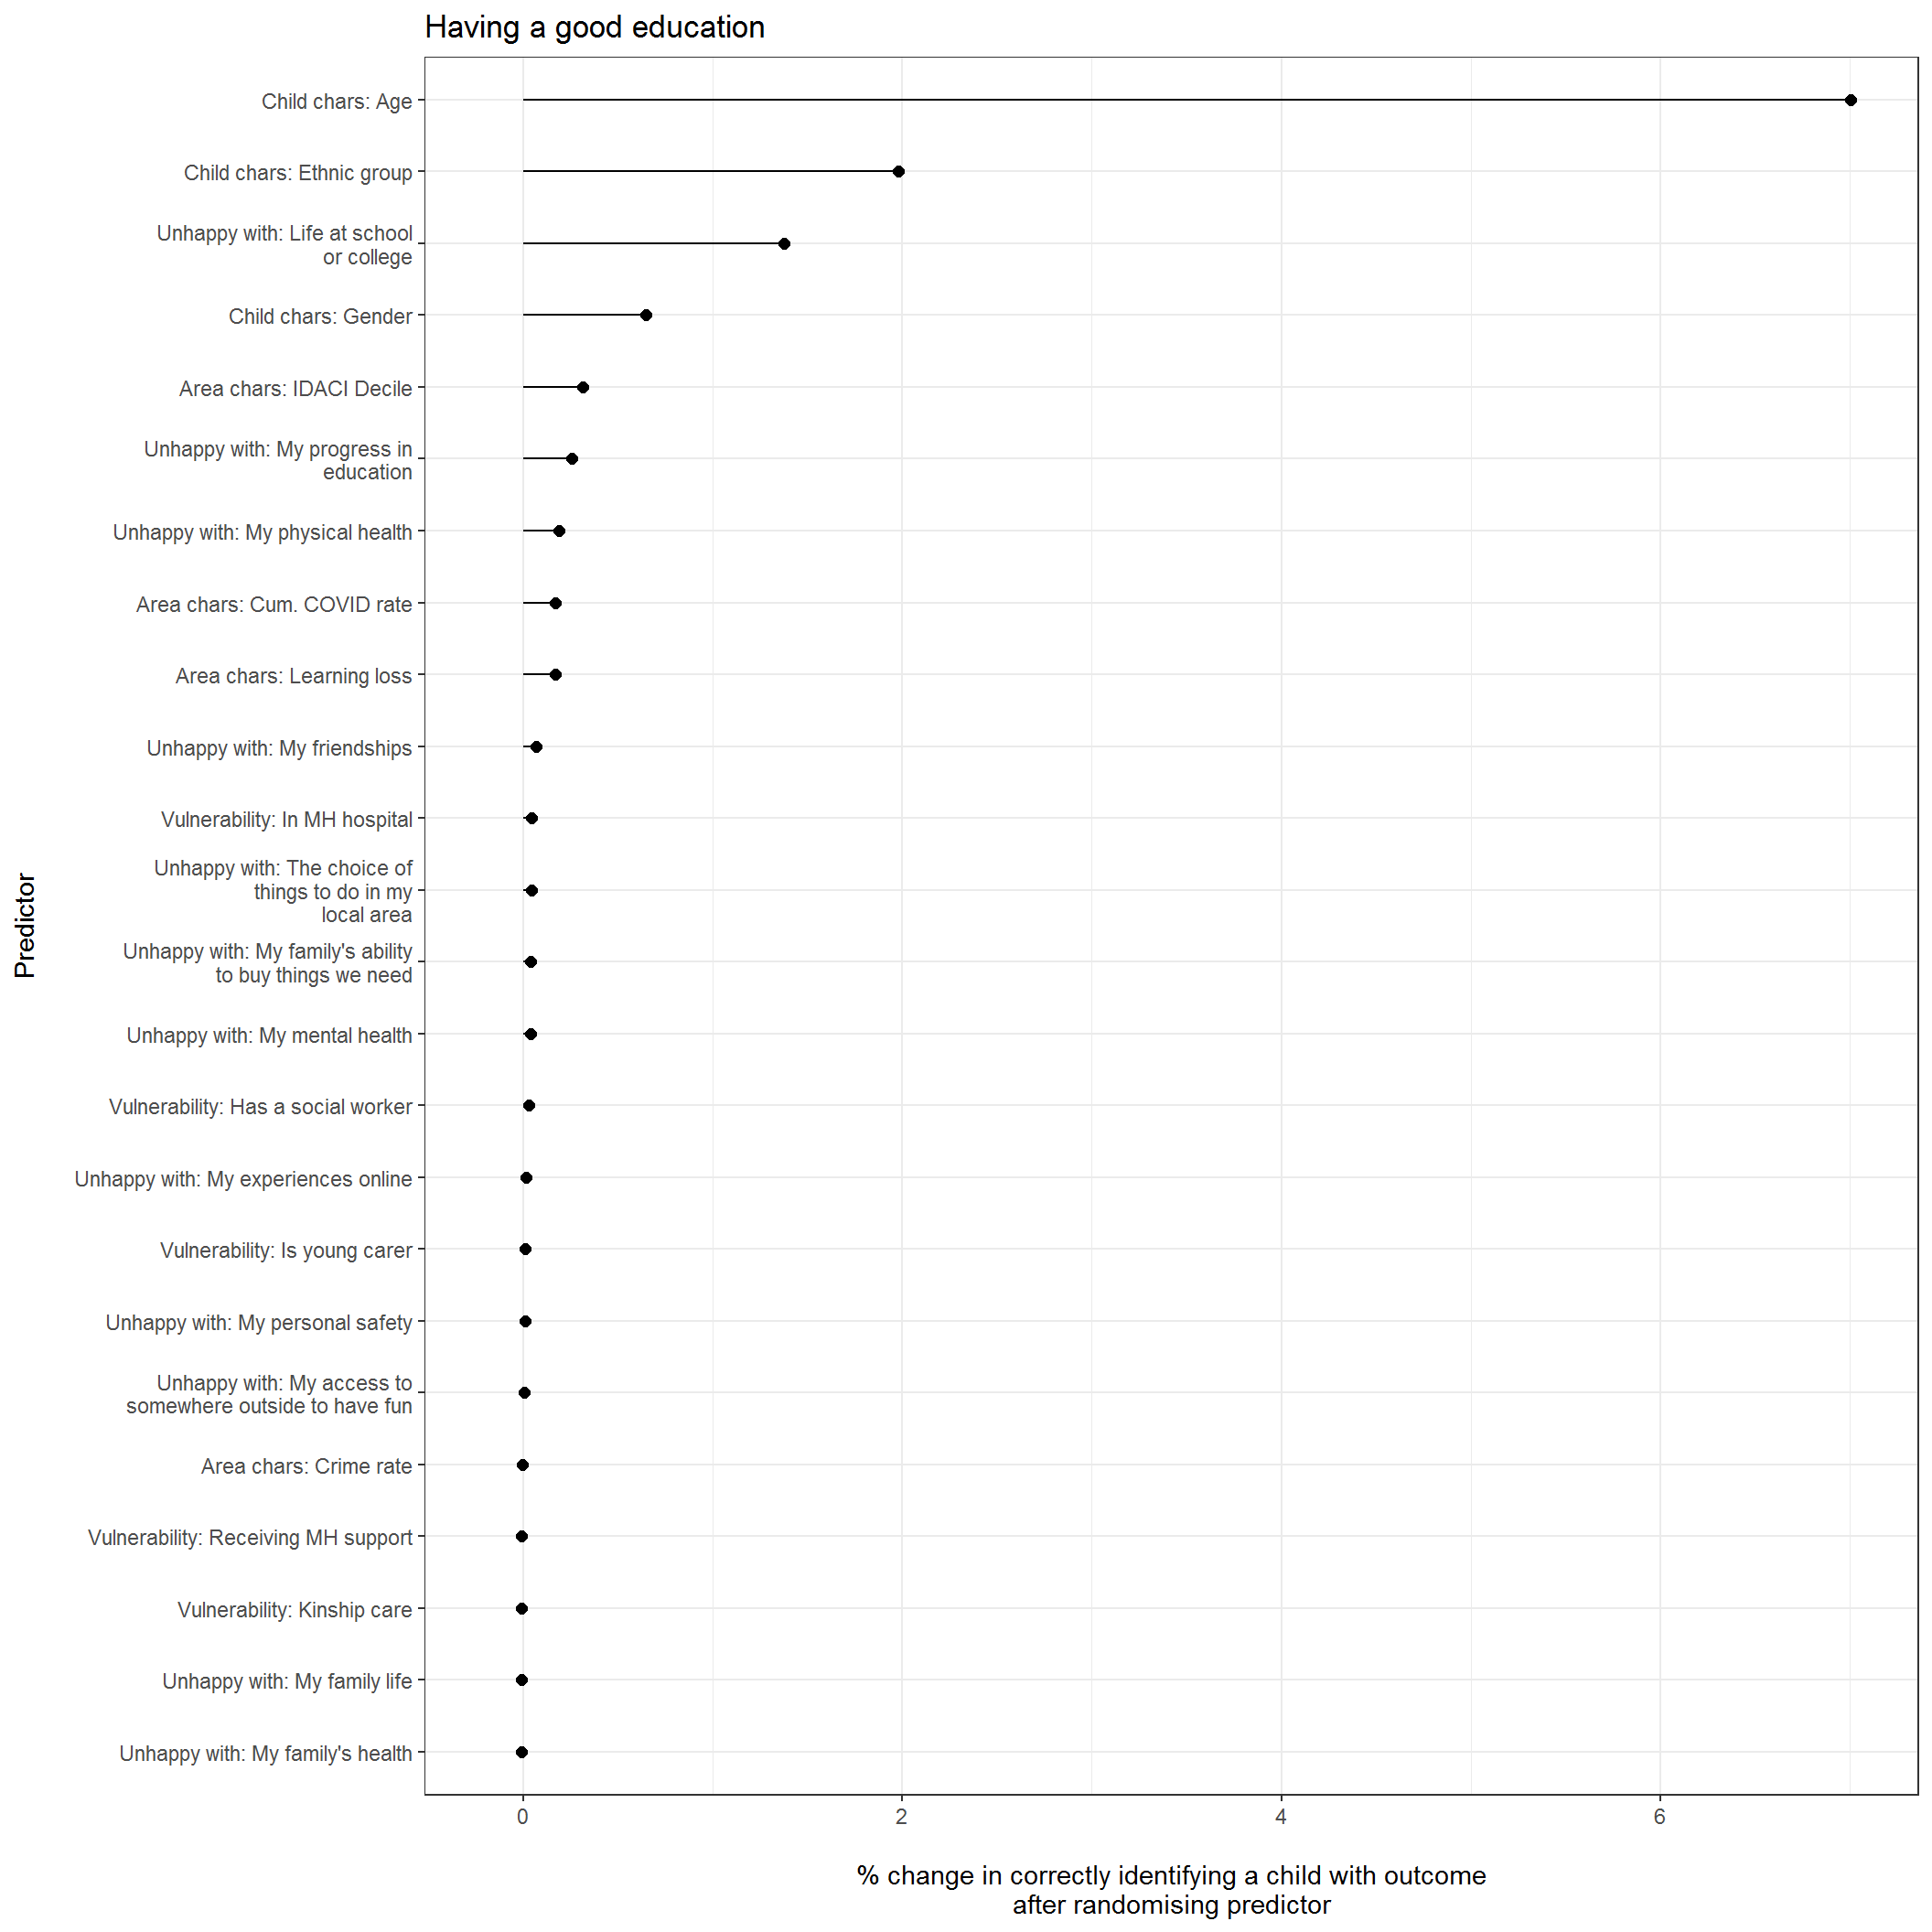 Having a good education
Child chars: Age
Child chars: Ethnic group
Unhappy with: Life at school
or college
Child chars: Gender
Area chars: IDACI Decile
Unhappy with: My progress in
education
Unhappy with: My physical health
Area chars: Cum. COVID rate
Area chars: Learning loss
Unhappy with: My friendships
Vulnerability: In MH hospital
Unhappy with: The choice of
things to do in my
local area
Unhappy with: My family's ability
to buy things we need
Unhappy with: My mental health
Vulnerability: Has a social worker
Unhappy with: My experiences online
Vulnerability: Is young carer
Unhappy with: My personal safety
Unhappy with: My access to
somewhere outside to have fun
Area chars: Crime rate
Vulnerability: Receiving MH support
Vulnerability: Kinship care
Unhappy with: My family life
Unhappy with: My family's health
Predictor
0 2 4 6
% change in correctly identifying a child with outcome
after randomising predictor